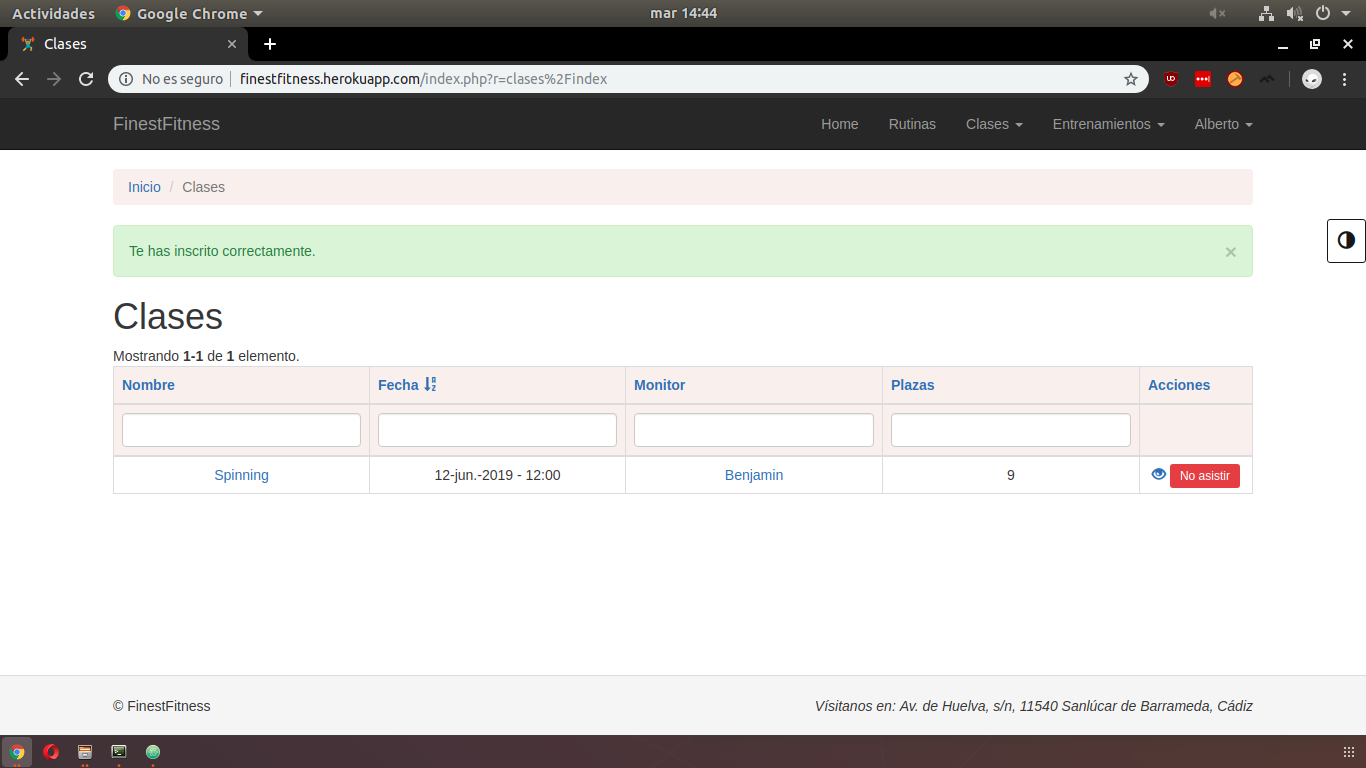 Actividades Google Chrome mar 14:44
Clases
No es seguro finestfitness.herokuapp.com/index.php?r=clases%2Findex
FinestFitness Home Rutinas Clases Entrenamientos Alberto
Inicio / Clases
Te has inscrito correctamente. ×
Clases
Mostrando 1-1 de 1 elemento.
Nombre Fecha Monitor Plazas Acciones
Spinning 12-jun.-2019 - 12:00 Benjamin 9 No asistir
© FinestFitness Vísitanos en: Av. de Huelva, s/n, 11540 Sanlúcar de Barrameda, Cádiz